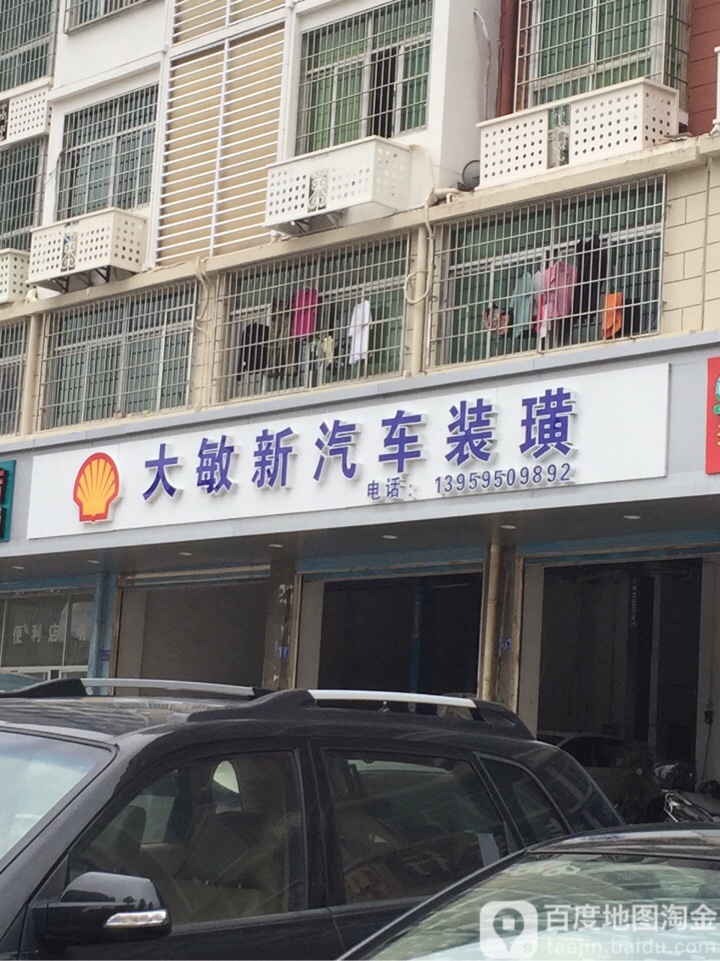 大敏新汽车装璜
电话: 13959509892
便利店
百度地图淘金
taojin.baidu.com